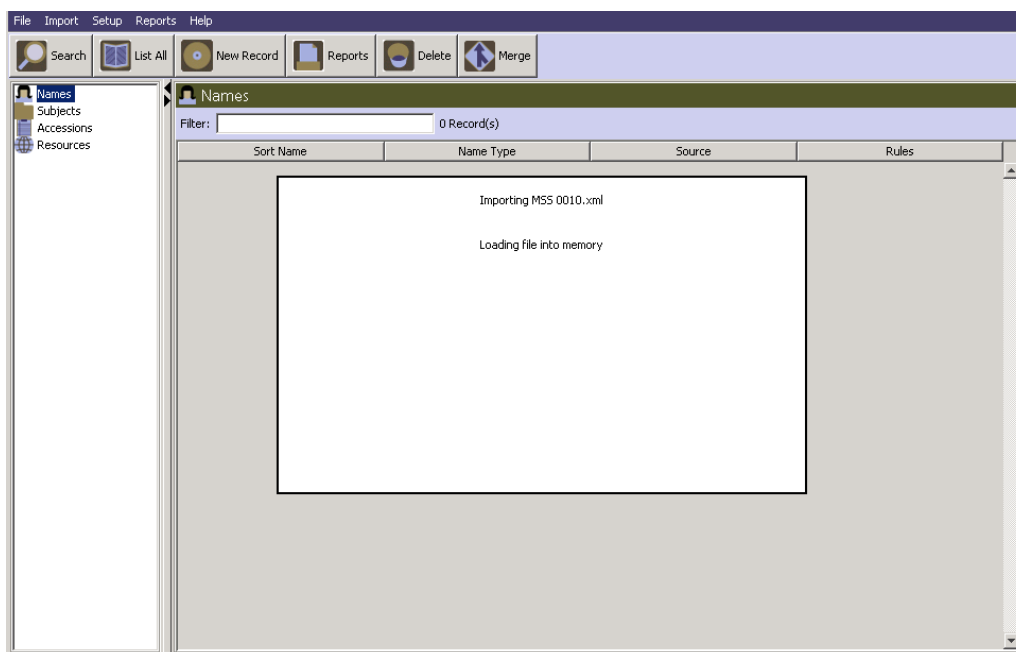 File Import Setup Reports Help
Search List All New Record Reports Delete Merge
Names
Subjects
Accessions
Resources
Names
Filter: 0 Record(s)
Sort Name Name Type Source Rules
Importing MSS 0010.xml
Loading file into memory